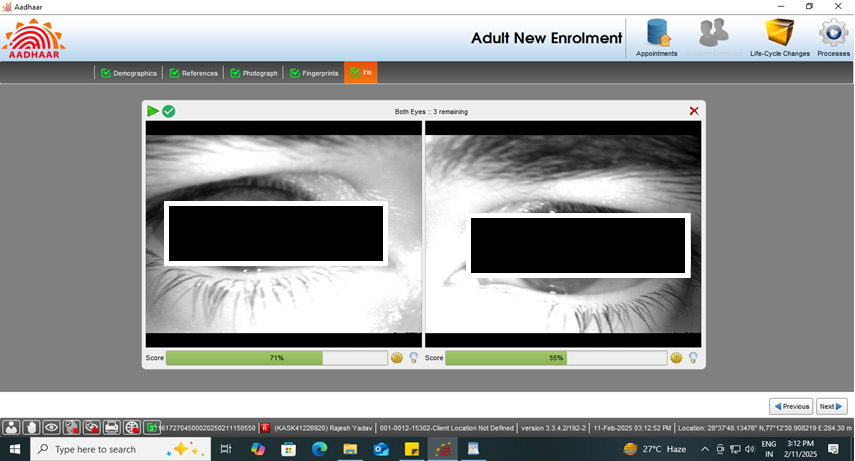 Aadhaar
AADHAAR
Adult New Enrolment
Appointments
Life-Cycle Changes
Processes
Demographics
References
Photograph
Fingerprints
Iris
Both Eyes :: 3 remaining
Score 71%
Score 55%
Previous
Next
(KASK41226920) Rajesh Yadav
001-0012-15302-Client Location Not Defined
version 3.3.4.2/192-2
11-Feb-2025 03:12:52 PM
Location: 28°37'48.13476" N,77°12'30.908219 E:284.30 m
Type here to search
27°C Haze
ENG
IN
3:12 PM
2/11/2025